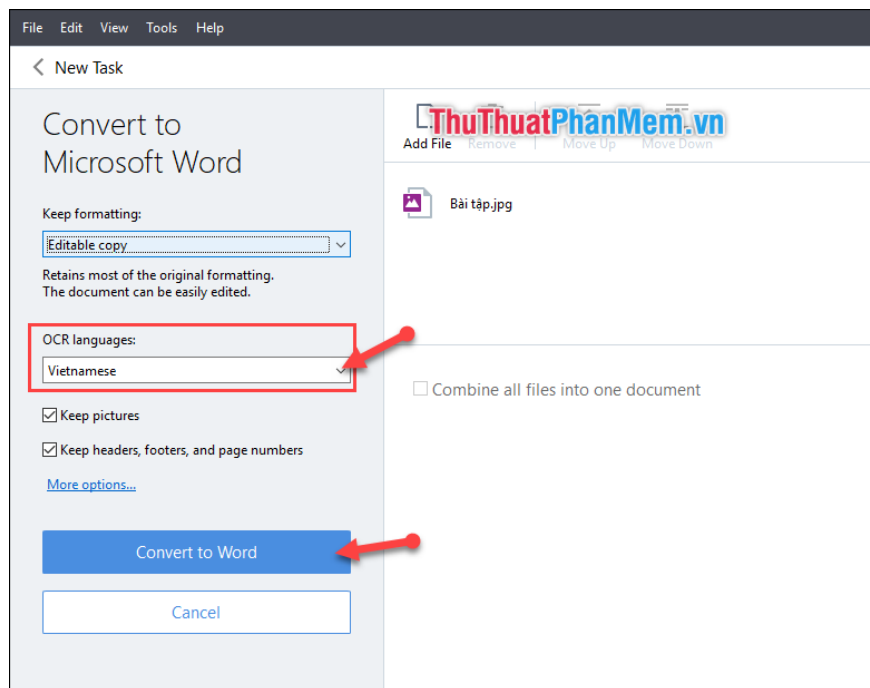 File Edit View Tools Help
New Task
Convert to
Microsoft Word
Keep formatting:
Editable copy
Retains most of the original formatting.
The document can be easily edited.
OCR languages:
Vietnamese
Keep pictures
Keep headers, footers, and page numbers
More options...
Convert to Word
Cancel
ThuThuatPhanMem.vn
Add File Remove Move Up Move Down
Bài tập.jpg
Combine all files into one document